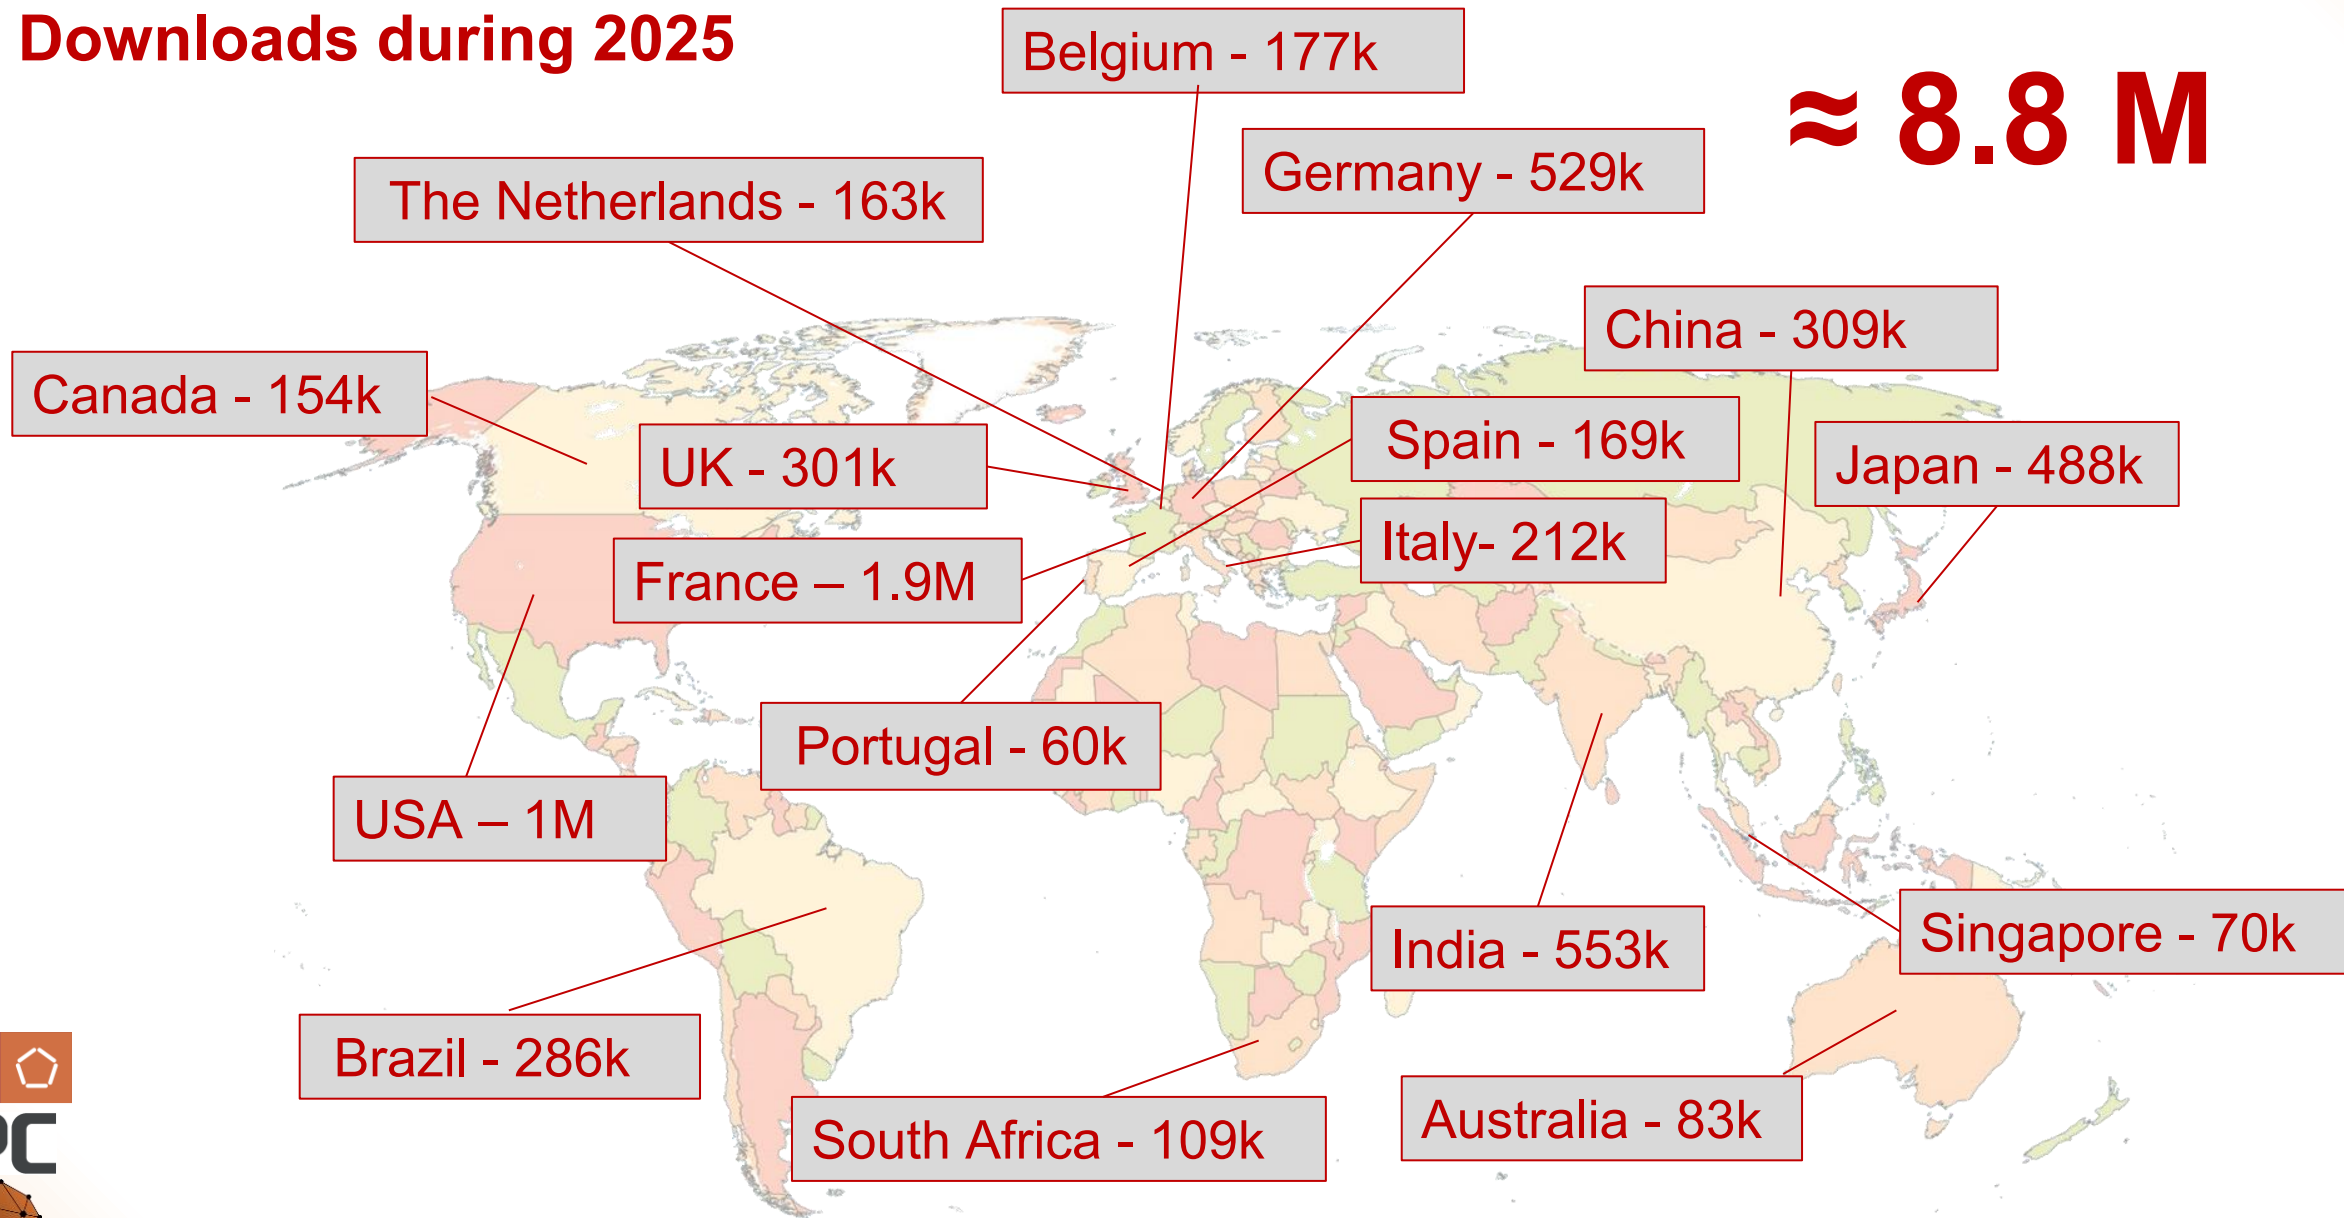 Downloads during 2025
Belgium - 177k
≈ 8.8 M
Germany - 529k
The Netherlands - 163k
China - 309k
Canada - 154k
Spain - 169k
UK - 301k
Japan - 488k
Italy- 212k
France – 1.9M
Portugal - 60k
USA – 1M
India - 553k
Singapore - 70k
Brazil - 286k
South Africa - 109k
Australia - 83k